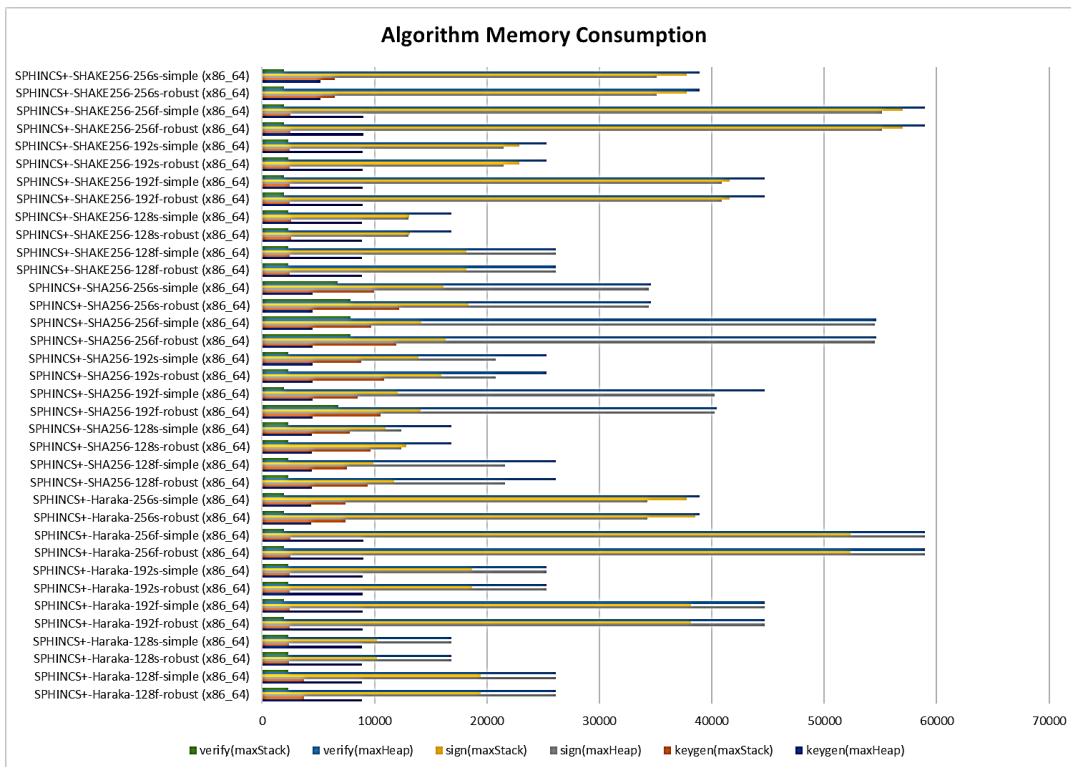 Algorithm Memory Consumption
SPHINCS+-SHAKE256-256s-simple (x86_64)
SPHINCS+-SHAKE256-256s-robust (x86_64)
SPHINCS+-SHAKE256-256f-simple (x86_64)
SPHINCS+-SHAKE256-256f-robust (x86_64)
SPHINCS+-SHAKE256-192s-simple (x86_64)
SPHINCS+-SHAKE256-192s-robust (x86_64)
SPHINCS+-SHAKE256-192f-simple (x86_64)
SPHINCS+-SHAKE256-192f-robust (x86_64)
SPHINCS+-SHAKE256-128s-simple (x86_64)
SPHINCS+-SHAKE256-128s-robust (x86_64)
SPHINCS+-SHAKE256-128f-simple (x86_64)
SPHINCS+-SHAKE256-128f-robust (x86_64)
SPHINCS+-SHA256-256s-simple (x86_64)
SPHINCS+-SHA256-256s-robust (x86_64)
SPHINCS+-SHA256-256f-simple (x86_64)
SPHINCS+-SHA256-256f-robust (x86_64)
SPHINCS+-SHA256-192s-simple (x86_64)
SPHINCS+-SHA256-192s-robust (x86_64)
SPHINCS+-SHA256-192f-simple (x86_64)
SPHINCS+-SHA256-192f-robust (x86_64)
SPHINCS+-SHA256-128s-simple (x86_64)
SPHINCS+-SHA256-128s-robust (x86_64)
SPHINCS+-SHA256-128f-simple (x86_64)
SPHINCS+-SHA256-128f-robust (x86_64)
SPHINCS+-Haraka-256s-simple (x86_64)
SPHINCS+-Haraka-256s-robust (x86_64)
SPHINCS+-Haraka-256f-simple (x86_64)
SPHINCS+-Haraka-256f-robust (x86_64)
SPHINCS+-Haraka-192s-simple (x86_64)
SPHINCS+-Haraka-192s-robust (x86_64)
SPHINCS+-Haraka-192f-simple (x86_64)
SPHINCS+-Haraka-192f-robust (x86_64)
SPHINCS+-Haraka-128s-simple (x86_64)
SPHINCS+-Haraka-128s-robust (x86_64)
SPHINCS+-Haraka-128f-simple (x86_64)
SPHINCS+-Haraka-128f-robust (x86_64)
0 10000 20000 30000 40000 50000 60000 70000
verify(maxStack) verify(maxHeap) sign(maxStack) sign(maxHeap) keygen(maxStack) keygen(maxHeap)